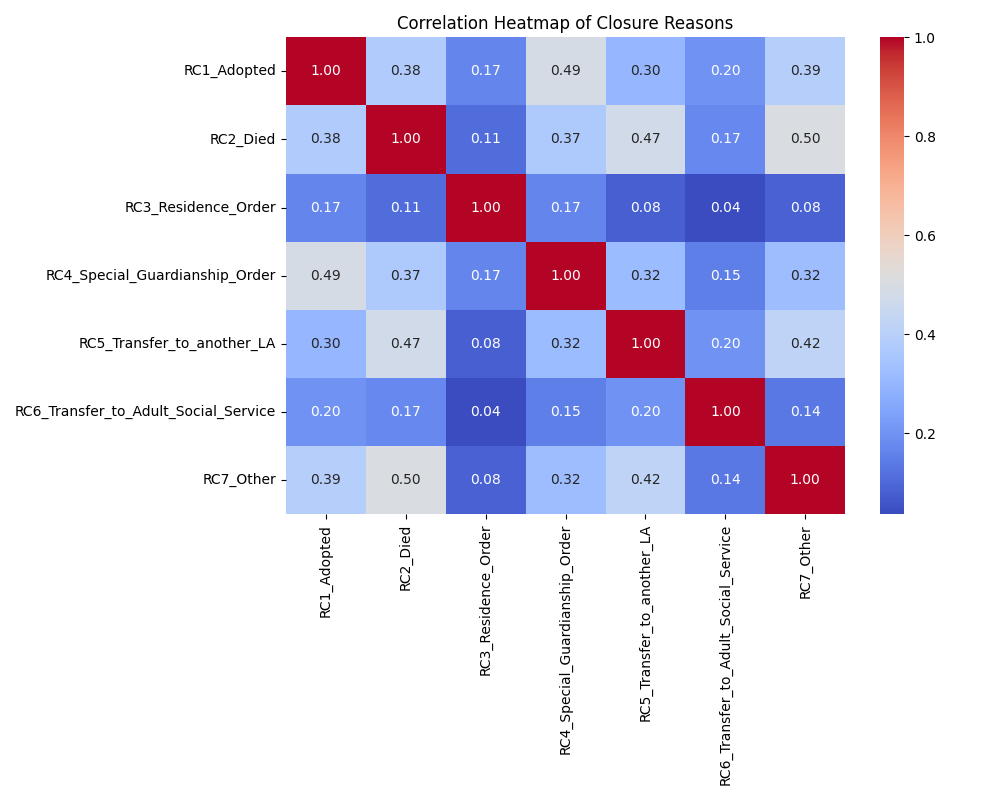 Correlation Heatmap of Closure Reasons
RC1_Adopted 1.00 0.38 0.17 0.49 0.30 0.20 0.39
RC2_Died 0.38 1.00 0.11 0.37 0.47 0.17 0.50
RC3_Residence_Order 0.17 0.11 1.00 0.17 0.08 0.04 0.08
RC4_Special_Guardianship_Order 0.49 0.37 0.17 1.00 0.32 0.15 0.32
RC5_Transfer_to_another_LA 0.30 0.47 0.08 0.32 1.00 0.20 0.42
RC6_Transfer_to_Adult_Social_Service 0.20 0.17 0.04 0.15 0.20 1.00 0.14
RC7_Other 0.39 0.50 0.08 0.32 0.42 0.14 1.00
RC1_Adopted
RC2_Died
RC3_Residence_Order
RC4_Special_Guardianship_Order
RC5_Transfer_to_another_LA
RC6_Transfer_to_Adult_Social_Service
RC7_Other
1.0
0.8
0.6
0.4
0.2